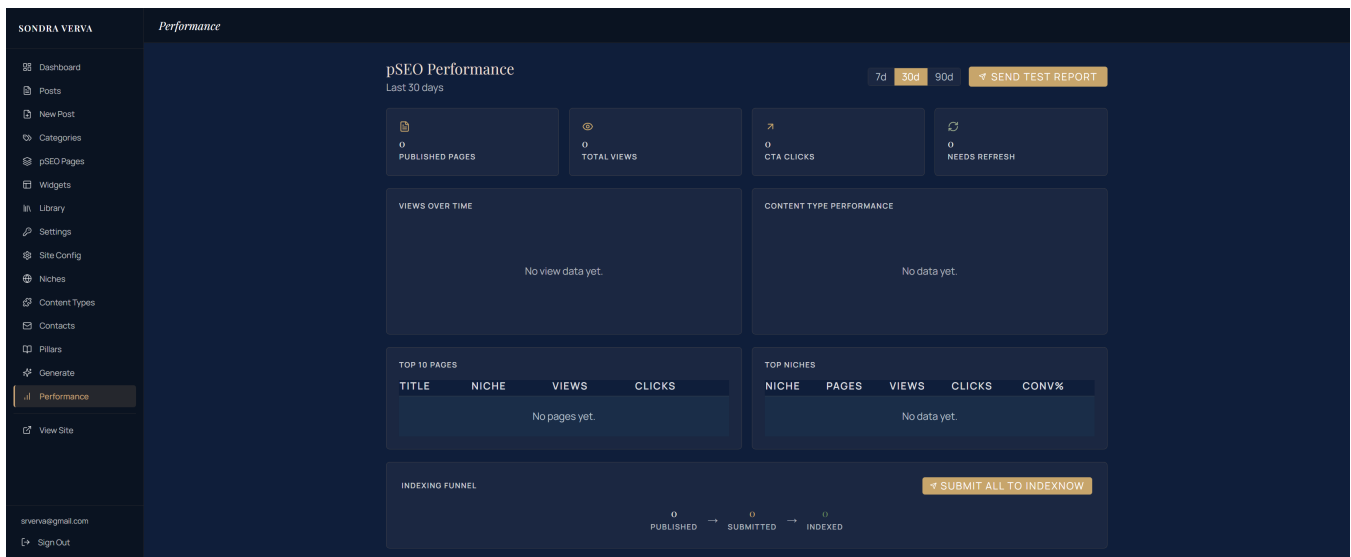 SONDRA VERVA
Performance
Dashboard
Posts
New Post
Categories
pSEO Pages
Widgets
Library
Settings
Site Config
Niches
Content Types
Contacts
Pillars
Generate
Performance
View Site
srverva@gmail.com
Sign Out
pSEO Performance
Last 30 days
7d 30d 90d SEND TEST REPORT
0
PUBLISHED PAGES
0
TOTAL VIEWS
0
CTA CLICKS
0
NEEDS REFRESH
VIEWS OVER TIME
No view data yet.
CONTENT TYPE PERFORMANCE
No data yet.
TOP 10 PAGES
TITLE NICHE VIEWS CLICKS
No pages yet.
TOP NICHES
NICHE PAGES VIEWS CLICKS CONV%
No data yet.
INDEXING FUNNEL
SUBMIT ALL TO INDEXNOW
0 → 0 → 0
PUBLISHED SUBMITTED INDEXED